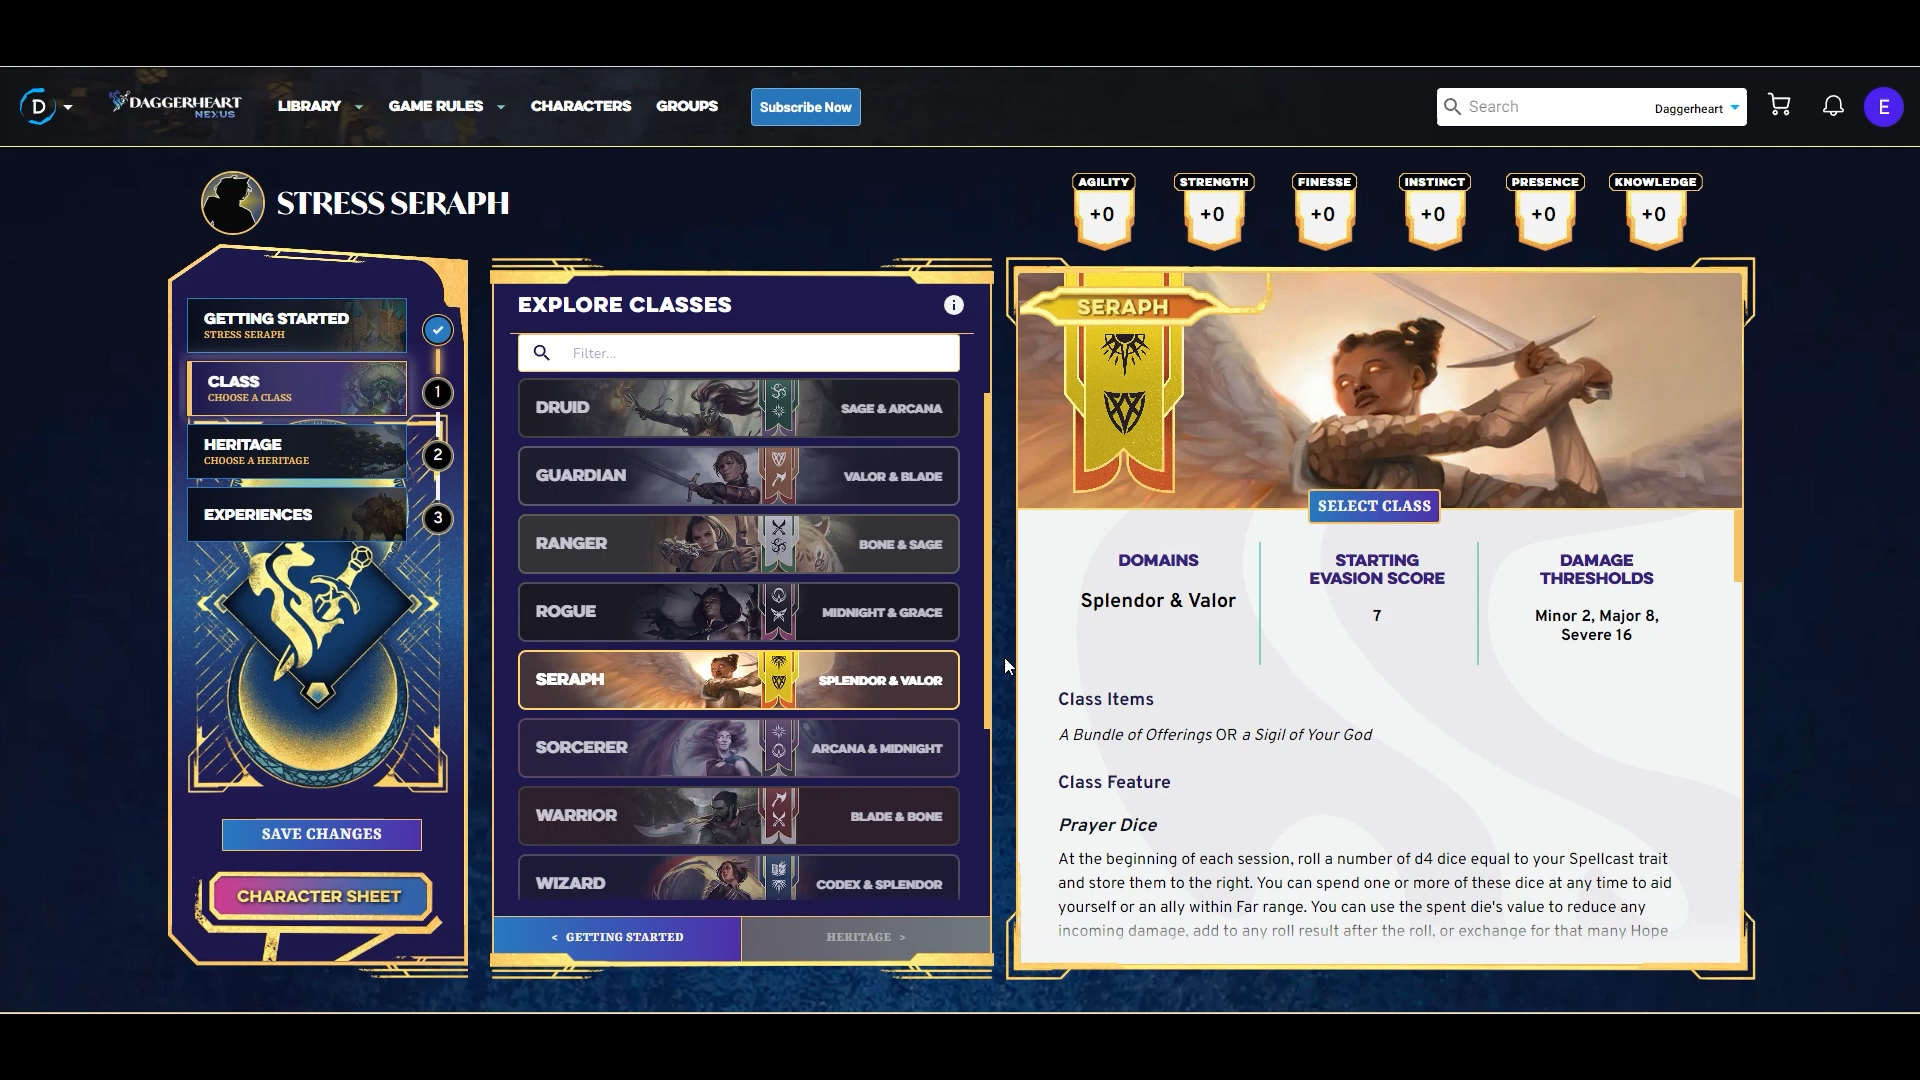 D
DAGGERHEART
NEXUS
LIBRARY
GAME RULES
CHARACTERS
GROUPS
Subscribe Now
Search
Daggerheart
E
STRESS SERAPH
AGILITY
+0
STRENGTH
+0
FINESSE
+0
INSTINCT
+0
PRESENCE
+0
KNOWLEDGE
+0
GETTING STARTED
STRESS SERAPH
CLASS
CHOOSE A CLASS
1
HERITAGE
CHOOSE A HERITAGE
2
EXPERIENCES
3
SAVE CHANGES
CHARACTER SHEET
EXPLORE CLASSES
Filter...
DRUID
SAGE & ARCANA
GUARDIAN
VALOR & BLADE
RANGER
BONE & SAGE
ROGUE
MIDNIGHT & GRACE
SERAPH
SPLENDOR & VALOR
SORCERER
ARCANA & MIDNIGHT
WARRIOR
BLADE & BONE
WIZARD
CODEX & SPLENDOR
< GETTING STARTED
HERITAGE >
SERAPH
SELECT CLASS
DOMAINS
Splendor & Valor
STARTING
EVASION SCORE
7
DAMAGE
THRESHOLDS
Minor 2, Major 8,
Severe 16
Class Items
A Bundle of Offerings OR a Sigil of Your God
Class Feature
Prayer Dice
At the beginning of each session, roll a number of d4 dice equal to your Spellcast trait
and store them to the right. You can spend one or more of these dice at any time to aid
yourself or an ally within Far range. You can use the spent die's value to reduce any
incoming damage, add to any roll result after the roll, or exchange for that many Hope